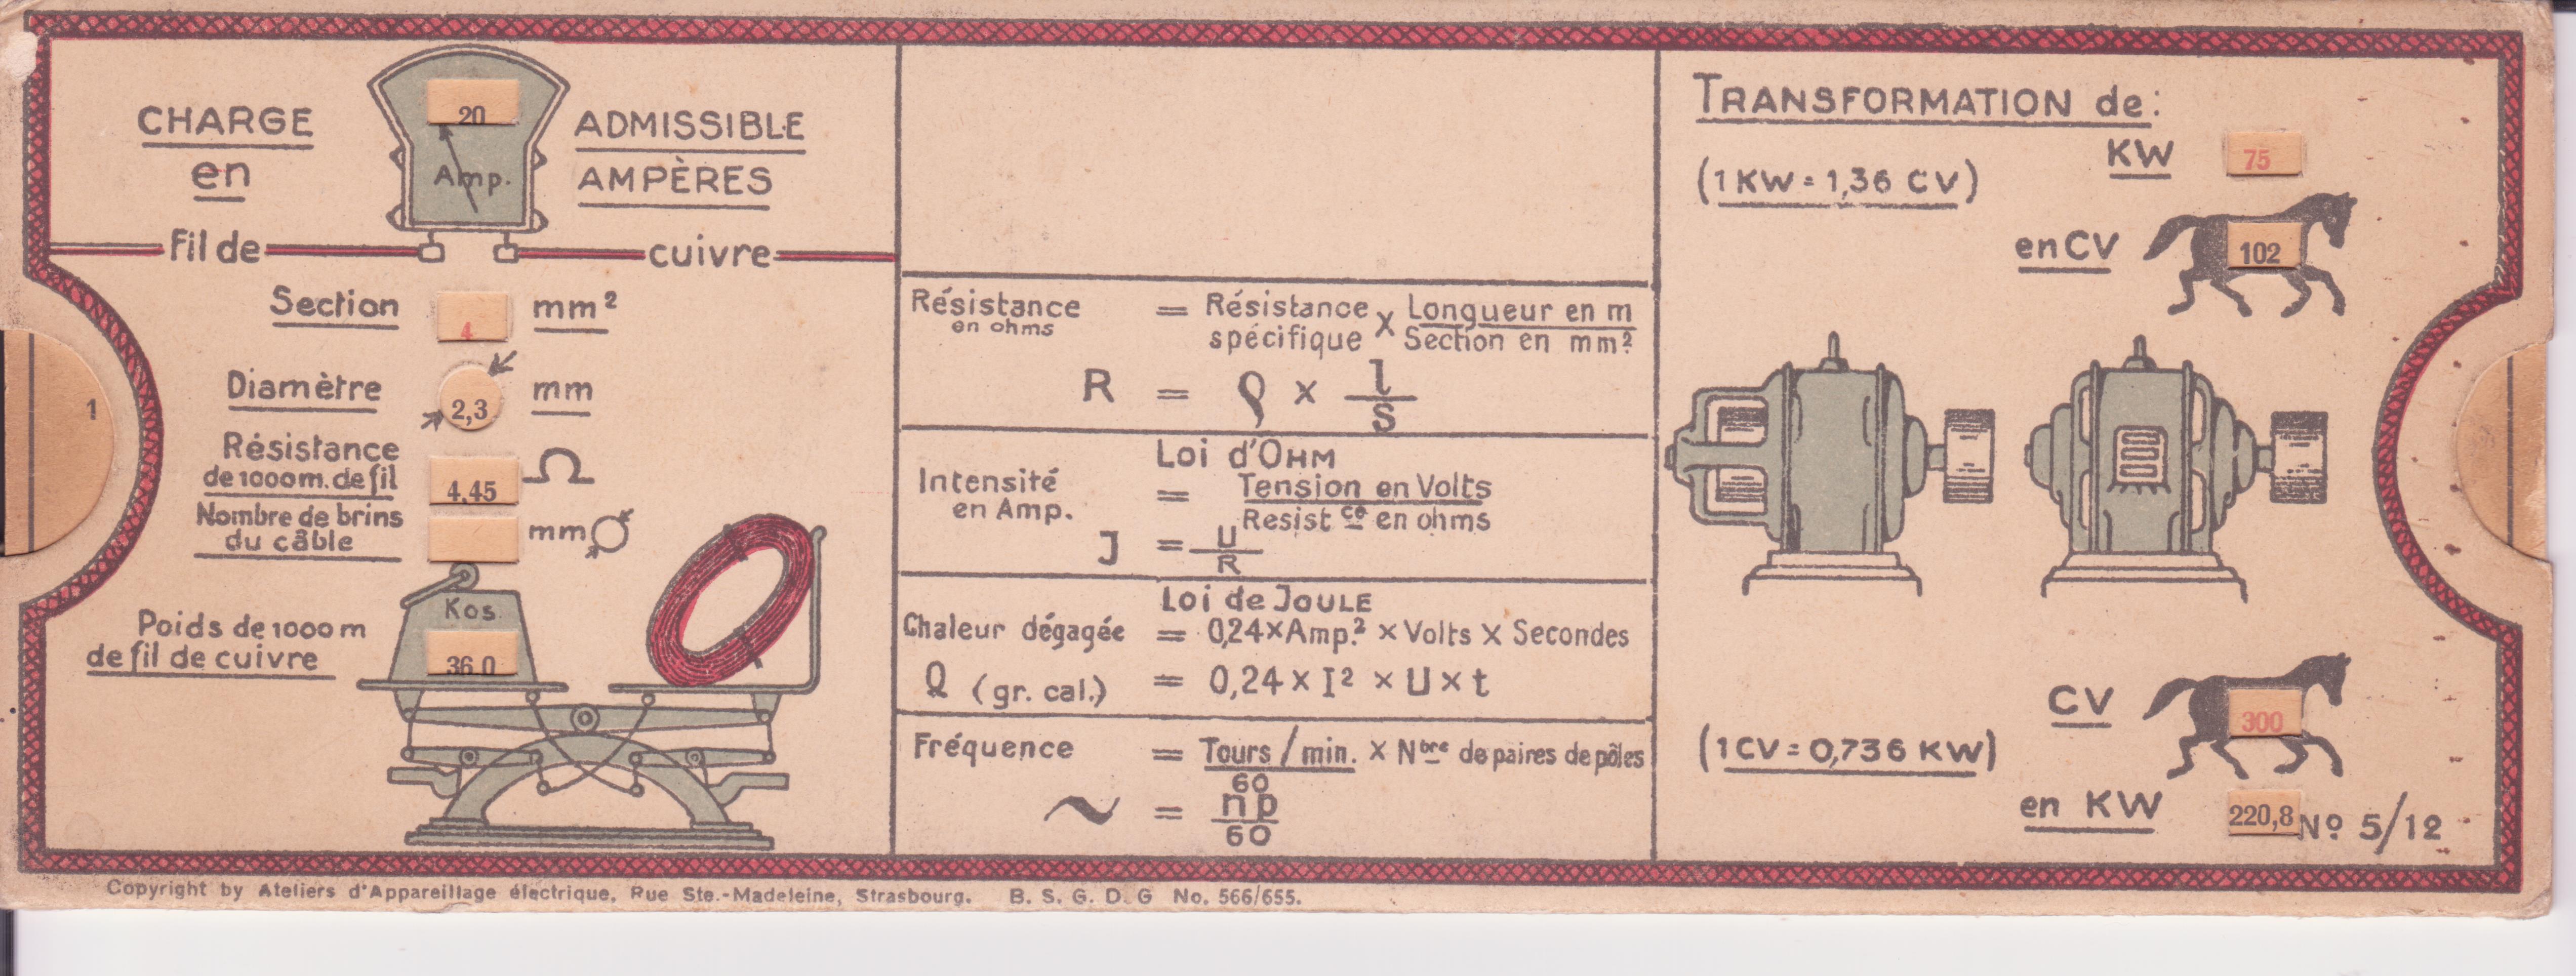 CHARGE
en
20
Amp.
ADMISSIBLE
AMPÈRES
Fil de cuivre
Section 4 mm²
Diamètre 2,3 mm
Résistance
de 1000 m. de fil 4,45 Ω
Nombre de brins
du câble mm
Poids de 1000 m
de fil de cuivre
Kos
36,0
1
Résistance = Résistance × Longueur en m
en ohms spécifique Section en mm²
R = ρ × l
S
Loi d'OHM
Intensité = Tension en Volts
en Amp. Resist ce en ohms
J = U
R
Loi de JOULE
Chaleur dégagée = 0,24×Amp.² × Volts × Secondes
Q (gr. cal.) = 0,24 × I² × U × t
Fréquence = Tours / min. × Nbre de paires de pôles
60
~ = n p
60
TRANSFORMATION de:
KW 75
(1 KW = 1,36 CV)
en CV 102
CV 300
(1 CV = 0,736 KW)
en KW 220,8
No 5/12
Copyright by Ateliers d'Appareillage électrique, Rue Ste.-Madeleine, Strasbourg. B. S. G. D. G No. 566/655.